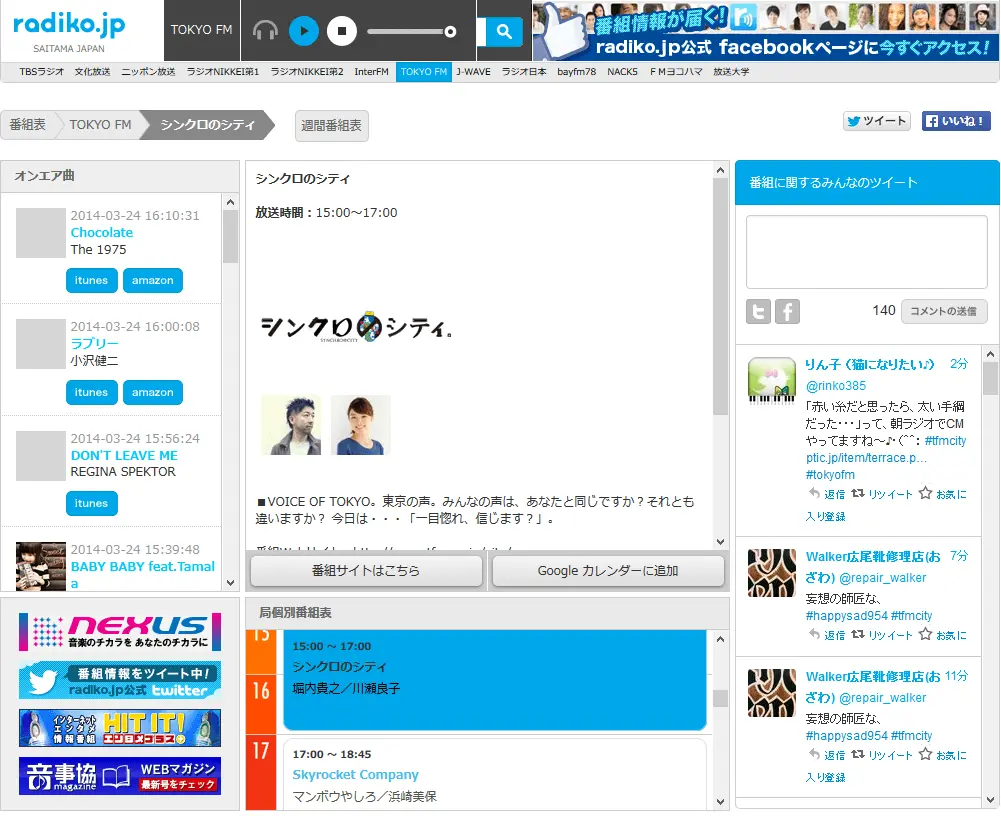 radiko.jp
SAITAMA JAPAN
TOKYO FM
番組情報が届く!
radiko.jp公式 facebookページに今すぐアクセス!
TBSラジオ 文化放送 ニッポン放送 ラジオNIKKEI第1 ラジオNIKKEI第2 InterFM TOKYO FM J-WAVE ラジオ日本 bayfm78 NACK5 ＦＭヨコハマ 放送大学
番組表 TOKYO FM シンクロのシティ 週間番組表
ツイート いいね！
オンエア曲
2014-03-24 16:10:31
Chocolate
The 1975
itunes amazon
2014-03-24 16:00:08
ラブリー
小沢健二
itunes amazon
2014-03-24 15:56:24
DON'T LEAVE ME
REGINA SPEKTOR
itunes
2014-03-24 15:39:48
BABY BABY feat.Tamal
a
NEXUS
音楽のチカラを あなたのチカラに
番組情報をツイート中!
radiko.jp公式 twitter
インターネット
エンタメ
情報番組
HIT IT!
エンタメプラス+
音事協
magazine
WEBマガジン
最新号をチェック
シンクロのシティ
放送時間：15:00～17:00
シンクロのシティ。
SYNCHRONICITY
■VOICE OF TOKYO。東京の声。みんなの声は、あなたと同じですか？それとも
違いますか？ 今日は・・・「一目惚れ、信じます？」。
番組サイトはこちら
Google カレンダーに追加
局個別番組表
15
15:00 ～ 17:00
シンクロのシティ
16
堀内貴之／川瀬良子
17
17:00 ～ 18:45
Skyrocket Company
マンボウやしろ／浜崎美保
番組に関するみんなのツイート
140
コメントの送信
りん子（猫になりたい♪） 2分
@rinko385
「赤い糸だと思ったら、太い手綱
だった・・・」って、朝ラジオでCM
やってますね～♪・(⌒⌒: #tfmcity
ptic.jp/item/terrace.p…
#tokyofm
返信 リツイート お気に
入り登録
Walker広尾靴修理店(お 7分
ざわ) @repair_walker
妄想の師匠な、
#happysad954 #tfmcity
返信 リツイート お気に
Walker広尾靴修理店(お 11分
ざわ) @repair_walker
妄想の師匠な、
#happysad954 #tfmcity
返信 リツイート お気に
入り登録